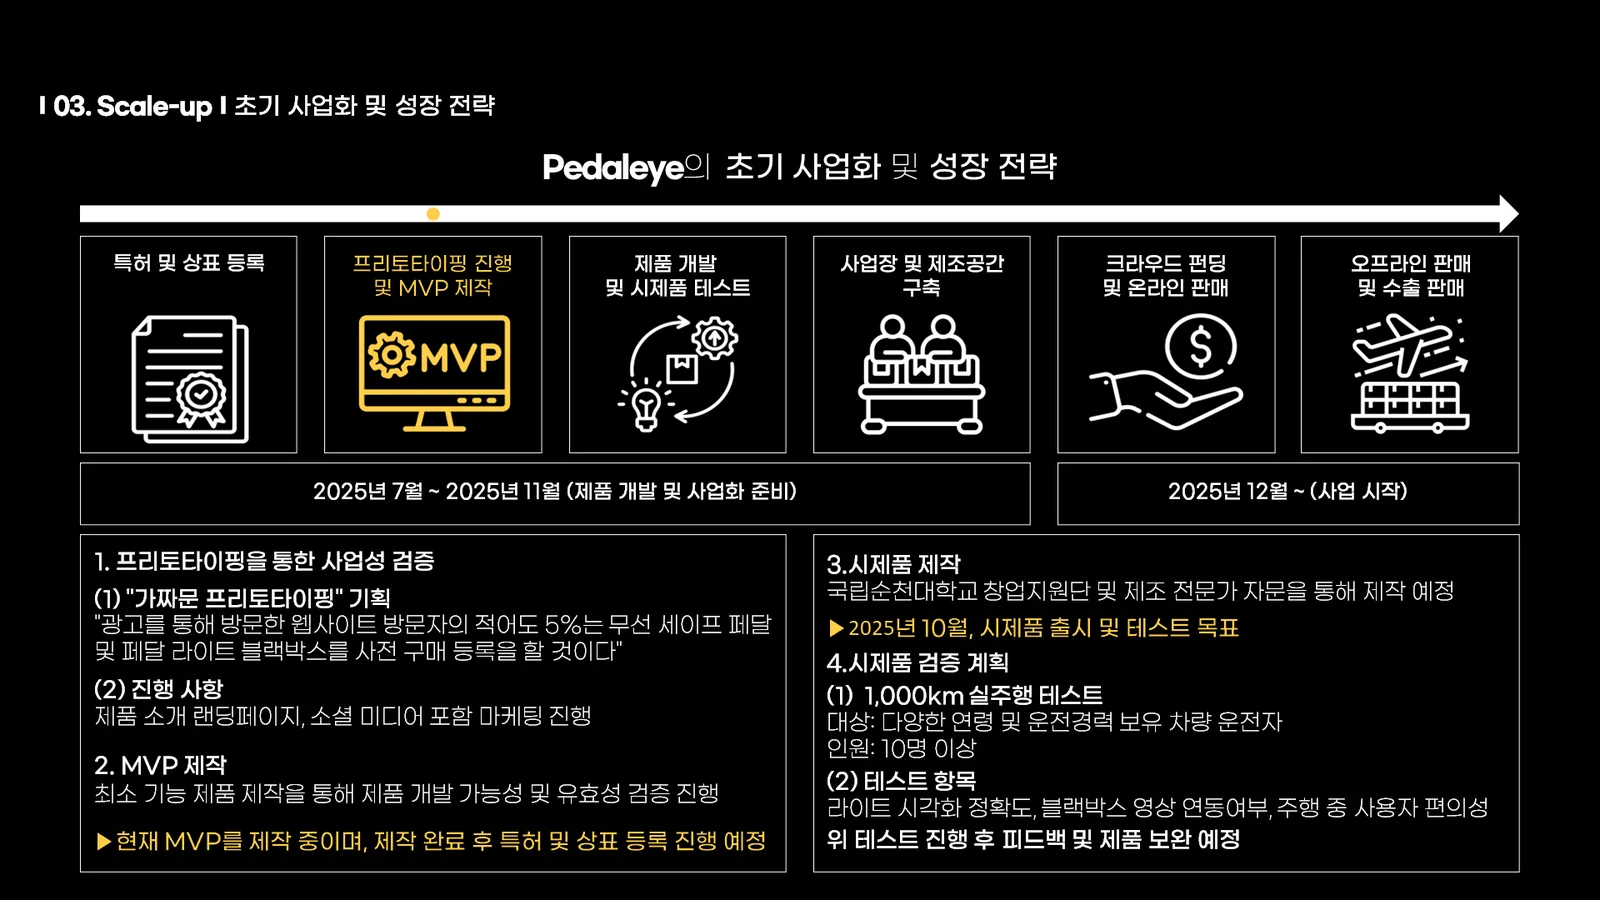 I 03. Scale-up I 초기 사업화 및 성장 전략
Pedaleye의 초기 사업화 및 성장 전략
특허 및 상표 등록
프리토타이핑 진행
및 MVP 제작
MVP
제품 개발
및 시제품 테스트
사업장 및 제조공간
구축
크라우드 펀딩
및 온라인 판매
$
오프라인 판매
및 수출 판매
2025년 7월 ~ 2025년 11월 (제품 개발 및 사업화 준비)
2025년 12월 ~ (사업 시작)
1. 프리토타이핑을 통한 사업성 검증
(1) "가짜문 프리토타이핑" 기획
"광고를 통해 방문한 웹사이트 방문자의 적어도 5%는 무선 세이프 페달
및 페달 라이트 블랙박스를 사전 구매 등록을 할 것이다"
(2) 진행 사항
제품 소개 랜딩페이지, 소셜 미디어 포함 마케팅 진행
2. MVP 제작
최소 기능 제품 제작을 통해 제품 개발 가능성 및 유효성 검증 진행
▶현재 MVP를 제작 중이며, 제작 완료 후 특허 및 상표 등록 진행 예정
3.시제품 제작
국립순천대학교 창업지원단 및 제조 전문가 자문을 통해 제작 예정
▶2025년 10월, 시제품 출시 및 테스트 목표
4.시제품 검증 계획
(1) 1,000km 실주행 테스트
대상: 다양한 연령 및 운전경력 보유 차량 운전자
인원: 10명 이상
(2) 테스트 항목
라이트 시각화 정확도, 블랙박스 영상 연동여부, 주행 중 사용자 편의성
위 테스트 진행 후 피드백 및 제품 보완 예정